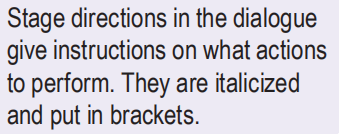 Stage directions in the dialogue
give instructions on what actions
to perform. They are italicized
and put in brackets.